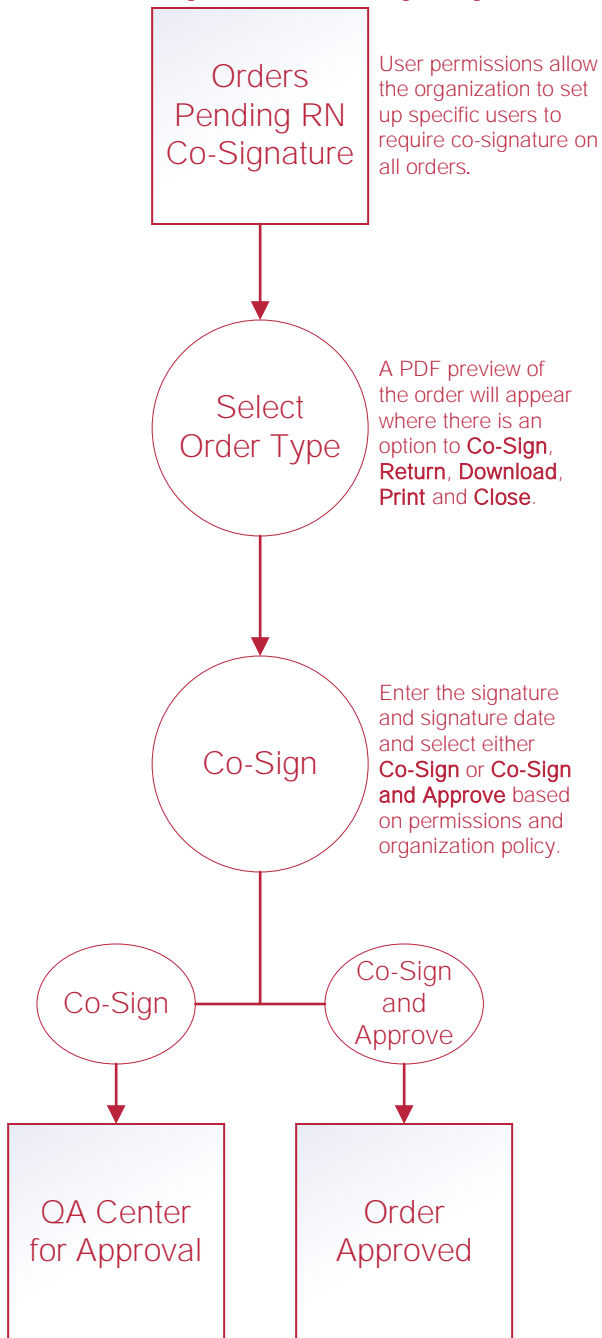 Orders
Pending RN
Co-Signature
User permissions allow
the organization to set
up specific users to
require co-signature on
all orders.
Select
Order Type
A PDF preview of
the order will appear
where there is an
option to Co-Sign,
Return, Download,
Print and Close.
Co-Sign
Enter the signature
and signature date
and select either
Co-Sign or Co-Sign
and Approve based
on permissions and
organization policy.
Co-Sign
Co-Sign
and
Approve
QA Center
for Approval
Order
Approved